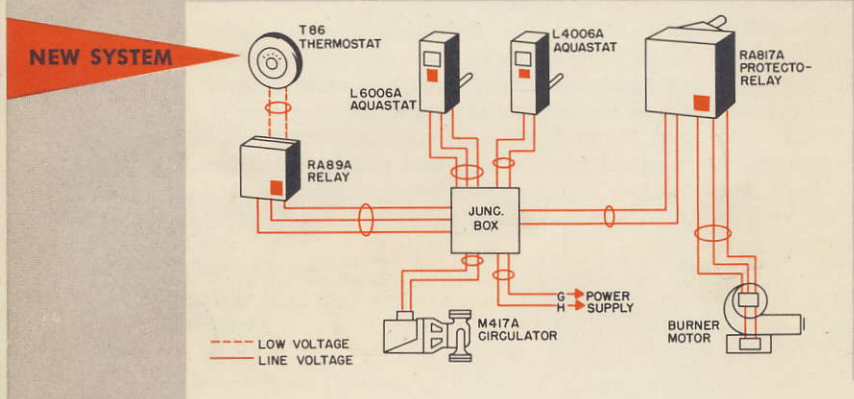 NEW SYSTEM
T86
THERMOSTAT
L6006A
AQUASTAT
L4006A
AQUASTAT
RA817A
PROTECTO-
RELAY
RA89A
RELAY
JUNG.
BOX
G POWER
H SUPPLY
M417A
CIRCULATOR
BURNER
MOTOR
LOW VOLTAGE
LINE VOLTAGE